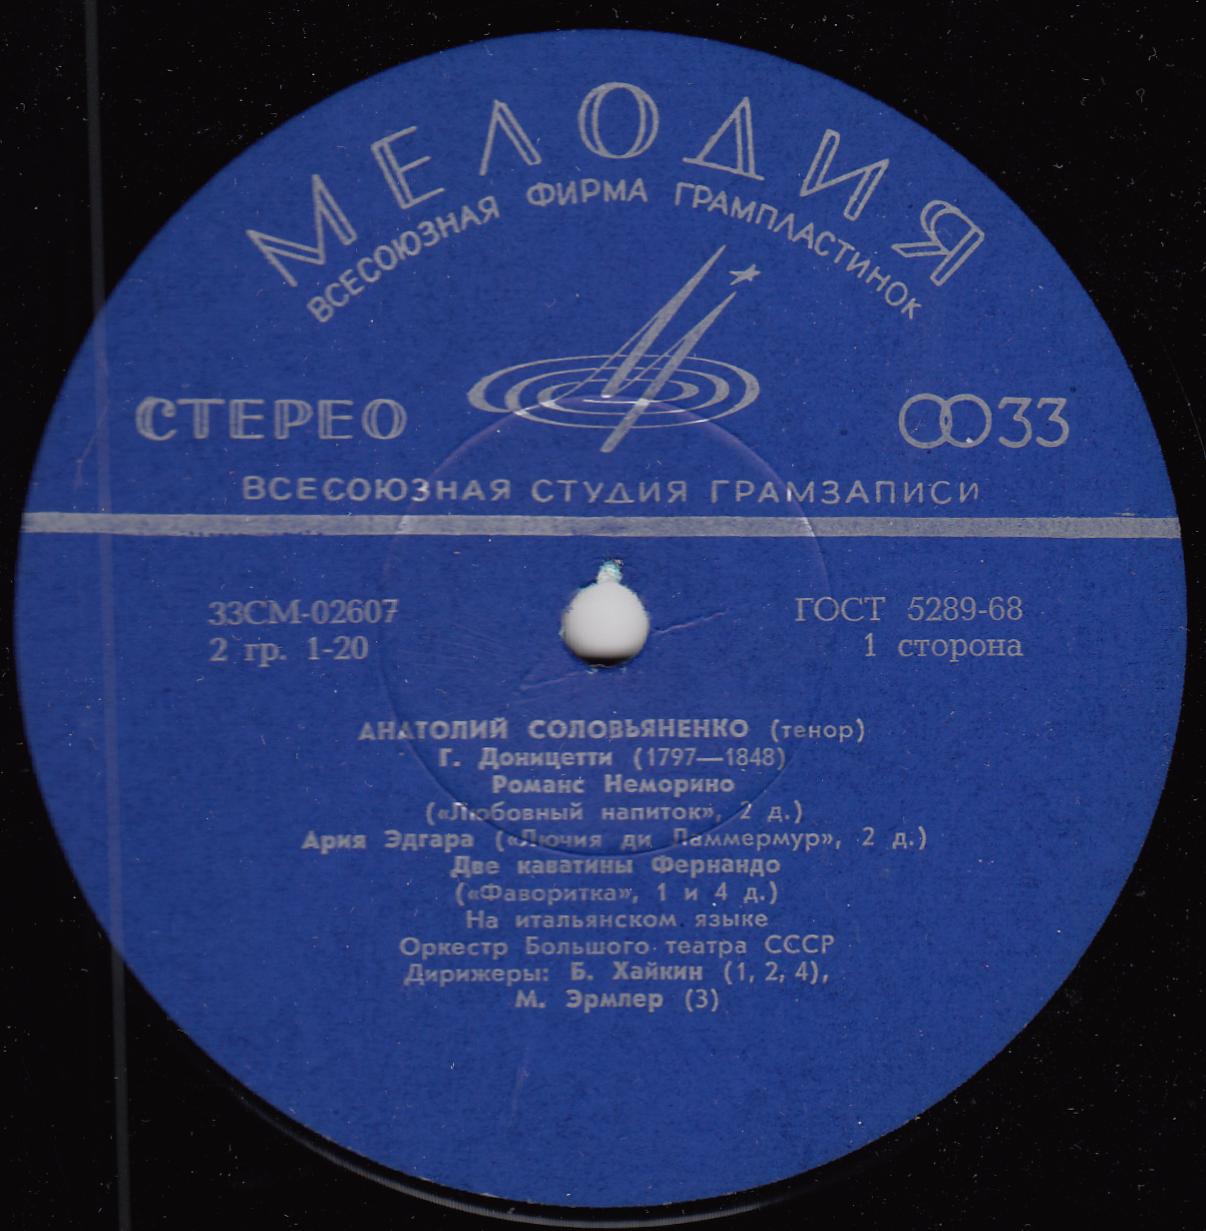 МЕЛОДИЯ
ВСЕСОЮЗНАЯ ФИРМА ГРАМПЛАСТИНОК
СТЕРЕО
33
ВСЕСОЮЗНАЯ СТУДИЯ ГРАМЗАПИСИ
33СМ-02607
ГОСТ 5289-68
2 гр. 1-20
1 сторона
АНАТОЛИЙ СОЛОВЬЯНЕНКО (тенор)
Г. Доницетти (1797—1848)
Романс Неморино
(«Любовный напиток», 2 д.)
Ария Эдгара («Лючия ди Ламмермур», 2 д.)
Две каватины Фернандо
(«Фаворитка», 1 и 4 д.)
На итальянском языке
Оркестр Большого театра СССР
Дирижеры: Б. Хайкин (1, 2, 4),
М. Эрмлер (3)